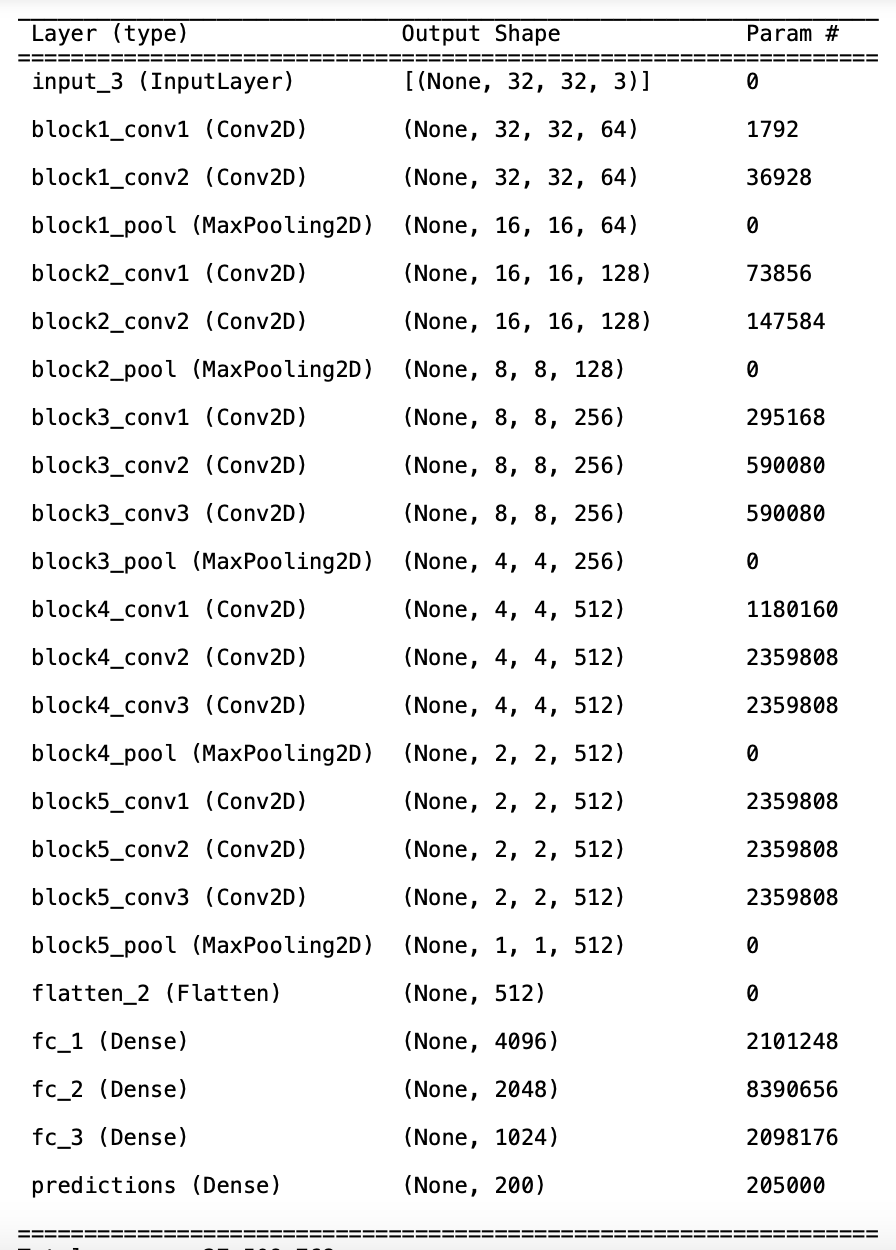 Layer (type) Output Shape Param #
input_3 (InputLayer) [(None, 32, 32, 3)] 0
block1_conv1 (Conv2D) (None, 32, 32, 64) 1792
block1_conv2 (Conv2D) (None, 32, 32, 64) 36928
block1_pool (MaxPooling2D) (None, 16, 16, 64) 0
block2_conv1 (Conv2D) (None, 16, 16, 128) 73856
block2_conv2 (Conv2D) (None, 16, 16, 128) 147584
block2_pool (MaxPooling2D) (None, 8, 8, 128) 0
block3_conv1 (Conv2D) (None, 8, 8, 256) 295168
block3_conv2 (Conv2D) (None, 8, 8, 256) 590080
block3_conv3 (Conv2D) (None, 8, 8, 256) 590080
block3_pool (MaxPooling2D) (None, 4, 4, 256) 0
block4_conv1 (Conv2D) (None, 4, 4, 512) 1180160
block4_conv2 (Conv2D) (None, 4, 4, 512) 2359808
block4_conv3 (Conv2D) (None, 4, 4, 512) 2359808
block4_pool (MaxPooling2D) (None, 2, 2, 512) 0
block5_conv1 (Conv2D) (None, 2, 2, 512) 2359808
block5_conv2 (Conv2D) (None, 2, 2, 512) 2359808
block5_conv3 (Conv2D) (None, 2, 2, 512) 2359808
block5_pool (MaxPooling2D) (None, 1, 1, 512) 0
flatten_2 (Flatten) (None, 512) 0
fc_1 (Dense) (None, 4096) 2101248
fc_2 (Dense) (None, 2048) 8390656
fc_3 (Dense) (None, 1024) 2098176
predictions (Dense) (None, 200) 205000